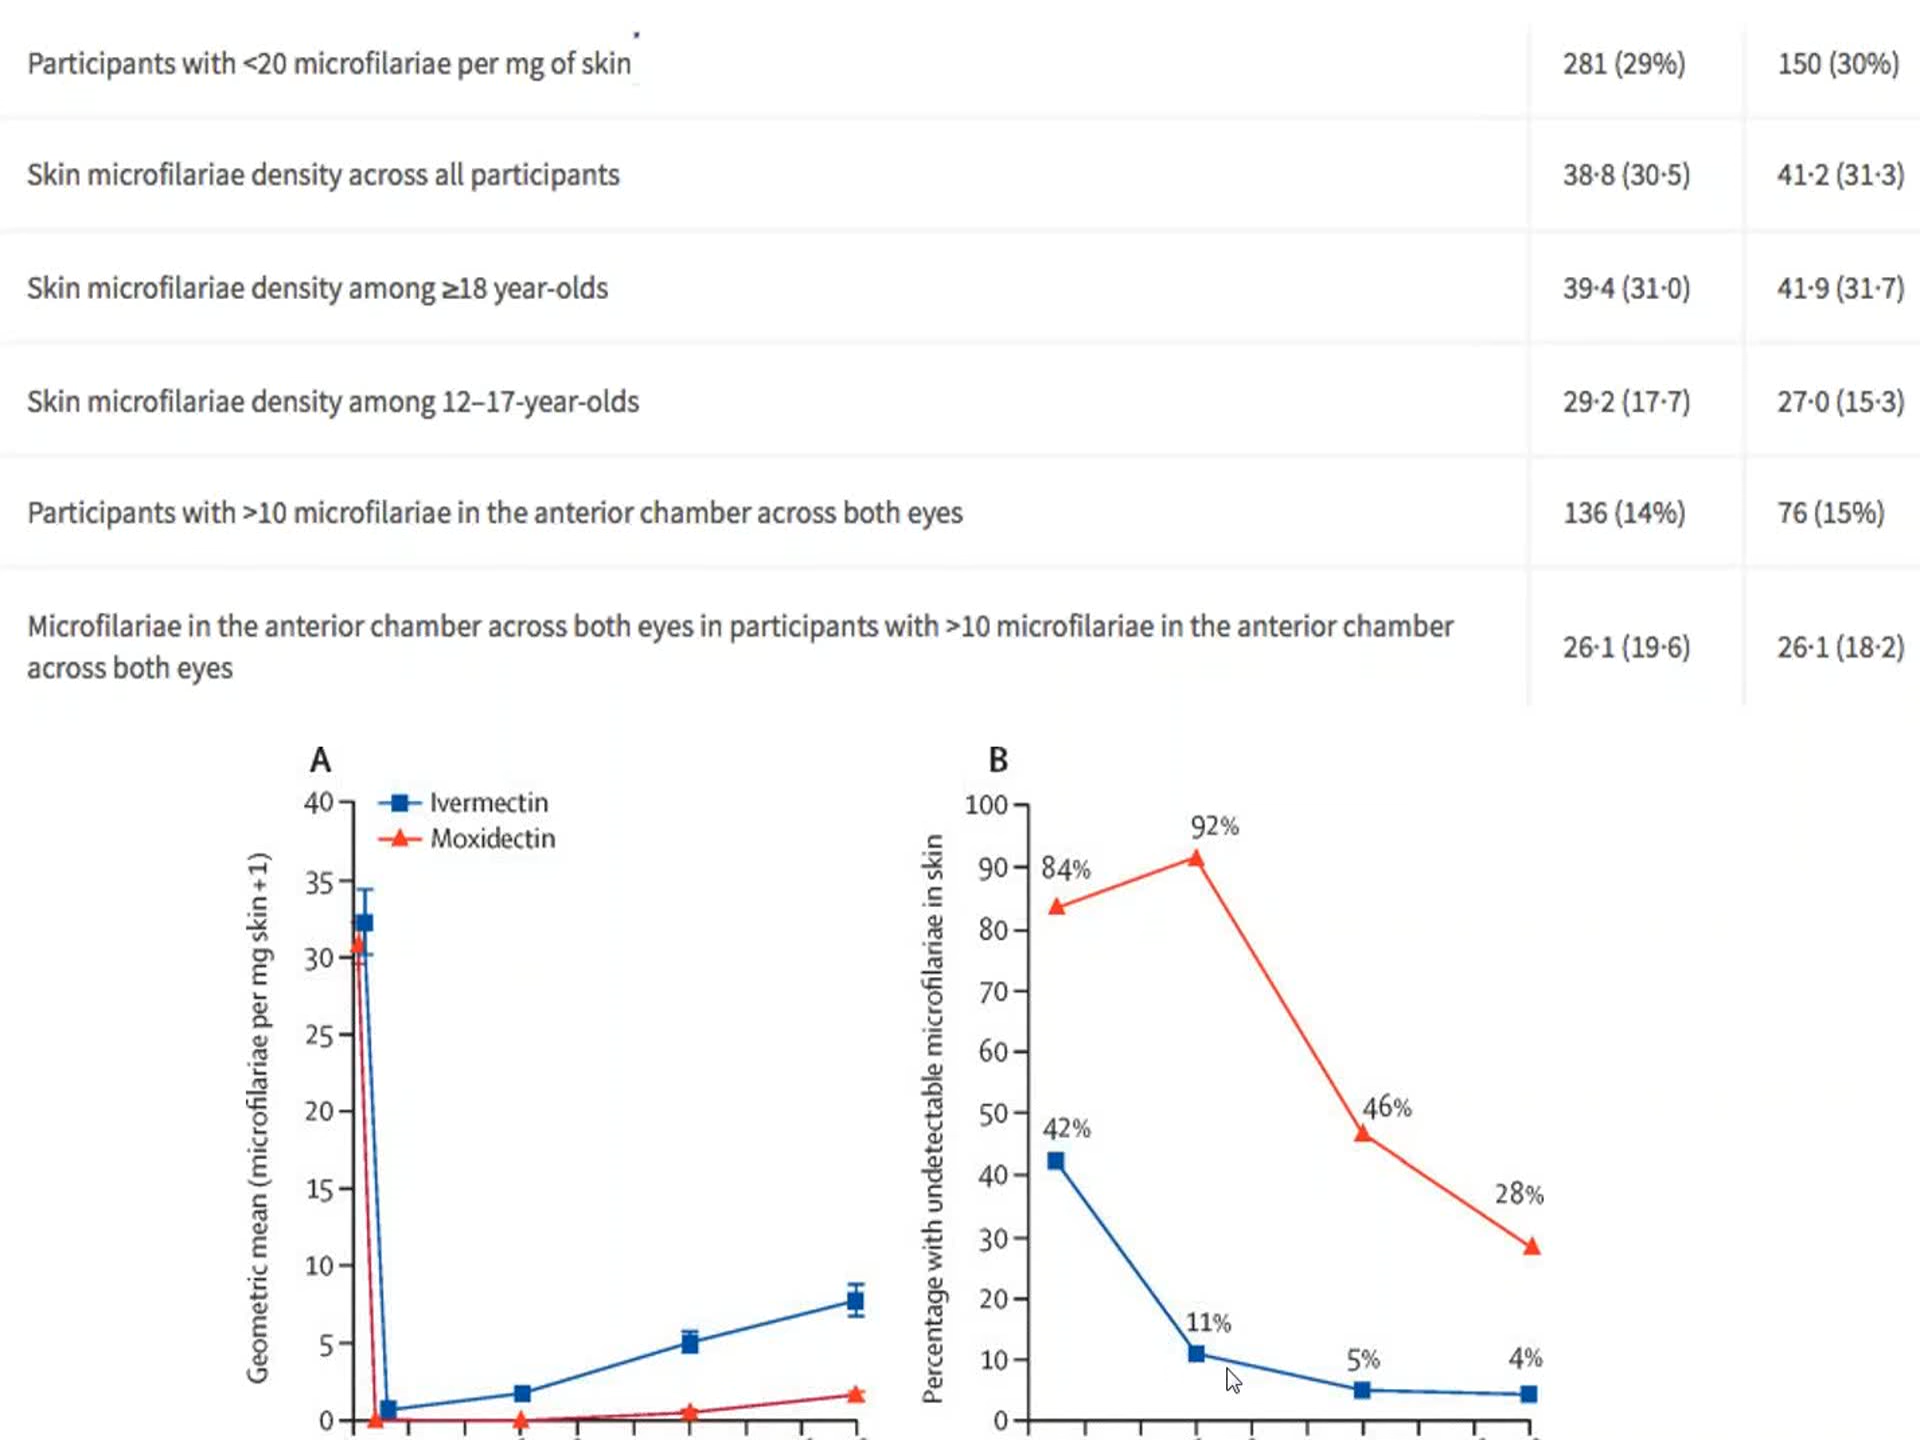 Participants with <20 microfilariae per mg of skin 281 (29%) 150 (30%)
Skin microfilariae density across all participants 38·8 (30·5) 41·2 (31·3)
Skin microfilariae density among ≥18 year-olds 39·4 (31·0) 41·9 (31·7)
Skin microfilariae density among 12–17-year-olds 29·2 (17·7) 27·0 (15·3)
Participants with >10 microfilariae in the anterior chamber across both eyes 136 (14%) 76 (15%)
Microfilariae in the anterior chamber across both eyes in participants with >10 microfilariae in the anterior chamber
across both eyes 26·1 (19·6) 26·1 (18·2)
A
Ivermectin
Moxidectin
Geometric mean (microfilariae per mg skin + 1)
40
35
30
25
20
15
10
5
0
B
Percentage with undetectable microfilariae in skin
100
90
80
70
60
50
40
30
20
10
0
84%
92%
46%
28%
42%
11%
5%
4%